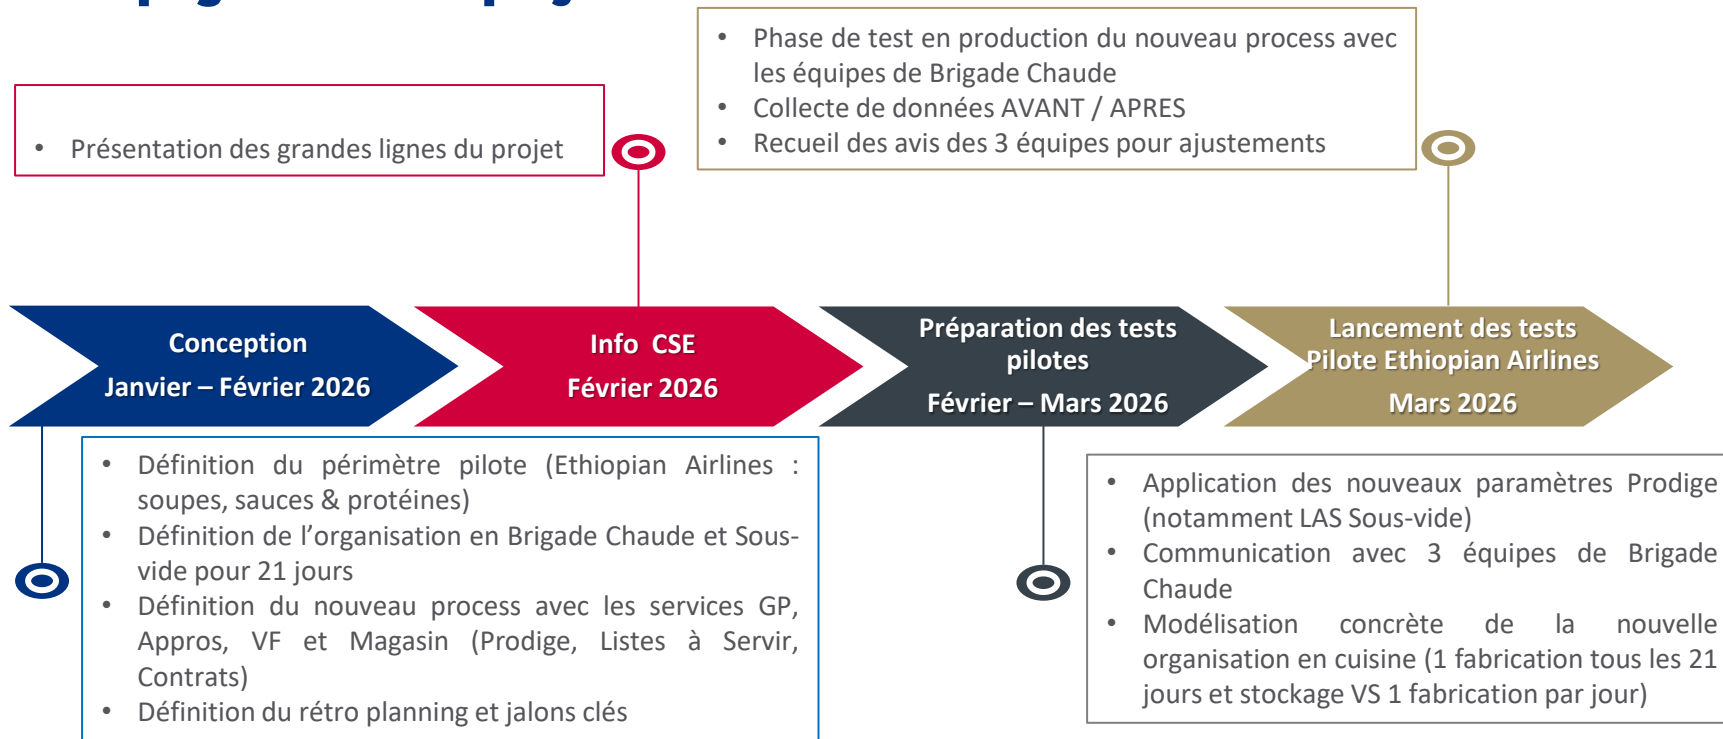 • Présentation des grandes lignes du projet
• Phase de test en production du nouveau process avec
les équipes de Brigade Chaude
• Collecte de données AVANT / APRES
• Recueil des avis des 3 équipes pour ajustements
Conception
Janvier – Février 2026
Info CSE
Février 2026
Préparation des tests
pilotes
Février – Mars 2026
Lancement des tests
Pilote Ethiopian Airlines
Mars 2026
• Définition du périmètre pilote (Ethiopian Airlines :
soupes, sauces & protéines)
• Définition de l’organisation en Brigade Chaude et Sous-
vide pour 21 jours
• Définition du nouveau process avec les services GP,
Appros, VF et Magasin (Prodige, Listes à Servir,
Contrats)
• Définition du rétro planning et jalons clés
• Application des nouveaux paramètres Prodige
(notamment LAS Sous-vide)
• Communication avec 3 équipes de Brigade
Chaude
• Modélisation concrète de la nouvelle
organisation en cuisine (1 fabrication tous les 21
jours et stockage VS 1 fabrication par jour)